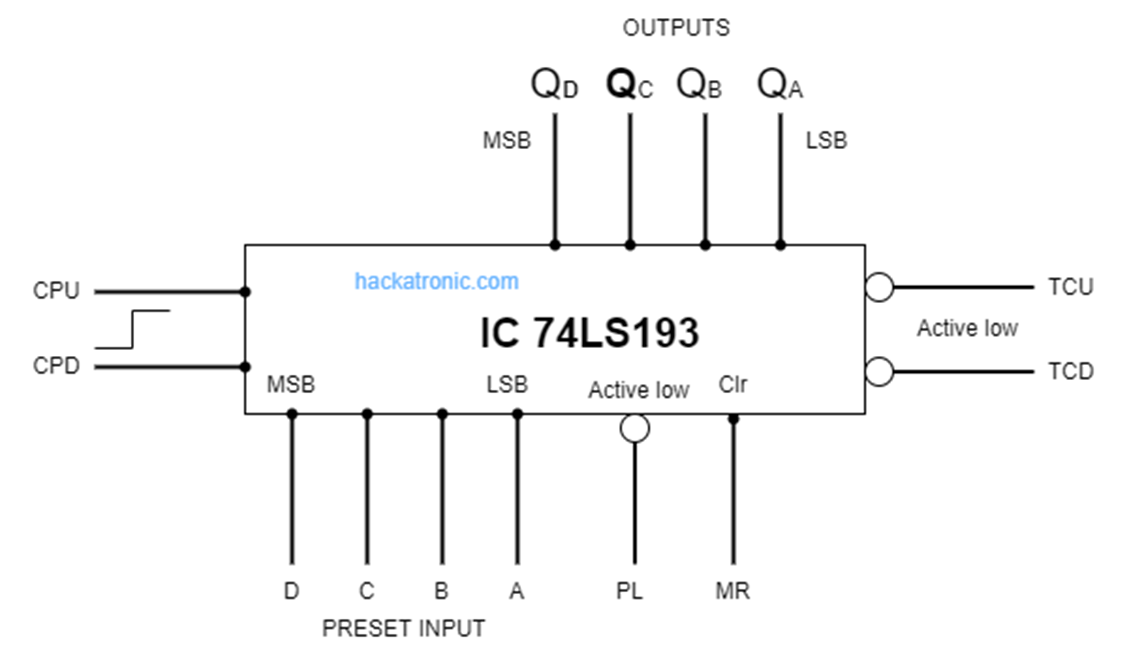 OUTPUTS
QD QC QB QA
MSB LSB
hackatronic.com
CPU TCU
IC 74LS193
Active low
CPD TCD
MSB LSB Active low Clr
D C B A PL MR
PRESET INPUT